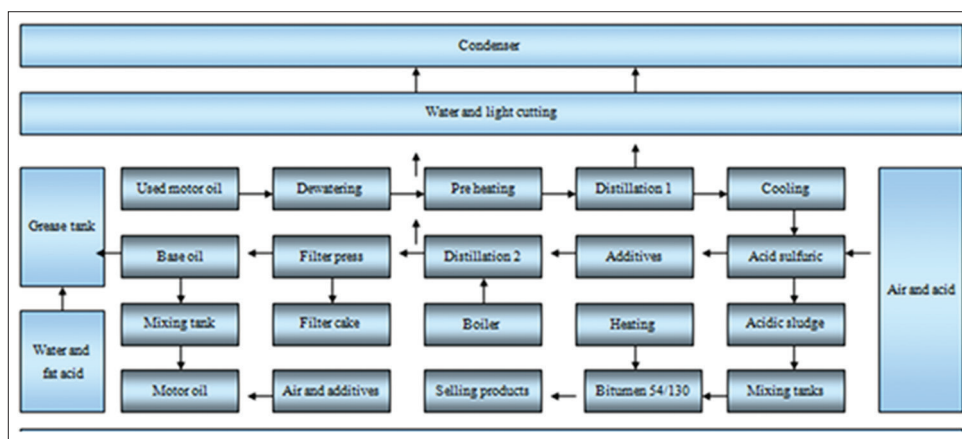 Condenser
Water and light cutting
Used motor oil
Dewatering
Pre heating
Distillation 1
Cooling
Grease tank
Base oil
Filter press
Distillation 2
Additives
Acid sulfuric
Air and acid
Mixing tank
Filter cake
Boiler
Heating
Acidic sludge
Water and
fat acid
Motor oil
Air and additives
Selling products
Bitumen 54/130
Mixing tanks